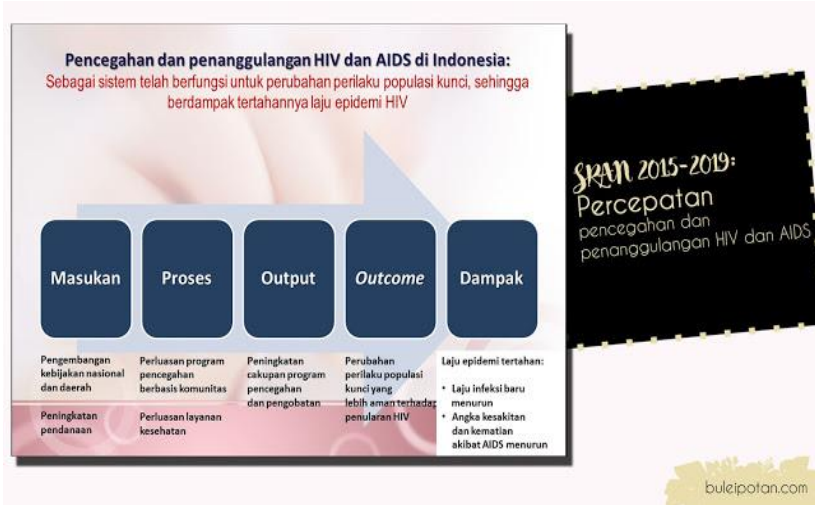 Pencegahan dan penanggulangan HIV dan AIDS di Indonesia:
Sebagai sistem telah berfungsi untuk perubahan perilaku populasi kunci, sehingga
berdampak tertahannya laju epidemi HIV
Masukan
Proses
Output
Outcome
Dampak
Pengembangan
kebijakan nasional
dan daerah
Peningkatan
pendanaan
Perluasan program
pencegahan
berbasis komunitas
Perluasan layanan
kesehatan
Peningkatan
cakupan program
pencegahan
dan pengobatan
Perubahan
perilaku populasi
kunci yang
lebih aman terhadap
penularan HIV
Laju epidemi tertahan:
• Laju infeksi baru
menurun
• Angka kesakitan
dan kematian
akibat AIDS menurun
SRAN 2015-2019:
Percepatan
pencegahan dan
penanggulangan HIV dan AIDS
buleipotan.com